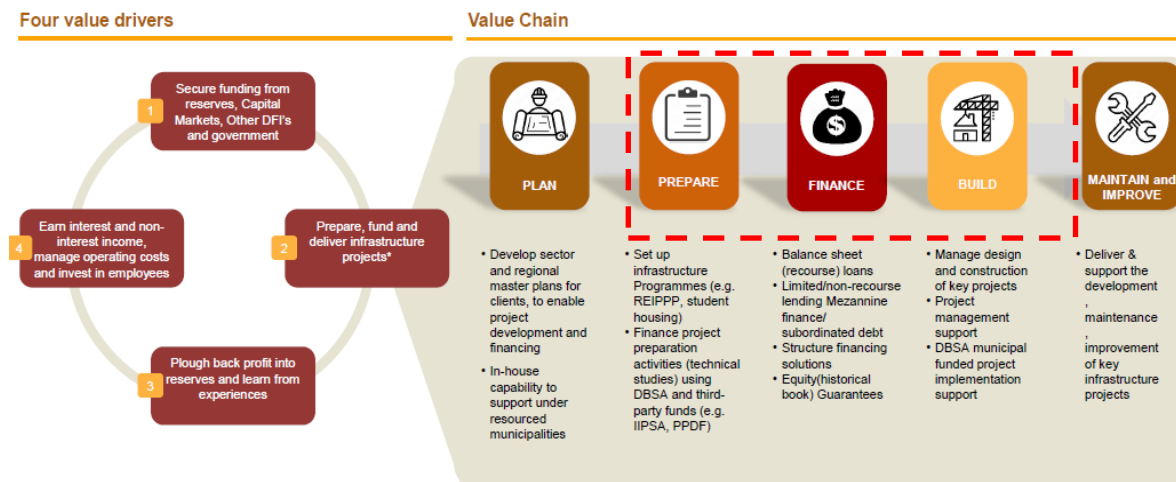 Four value drivers
Value Chain
1
Secure funding from
reserves, Capital
Markets, Other DFI's
and government
2
Prepare, fund and
deliver infrastructure
projects*
3
Plough back profit into
reserves and learn from
experiences
4
Earn interest and non-
interest income,
manage operating costs
and invest in employees
PLAN
• Develop sector
and regional
master plans for
clients, to enable
project
development and
financing
• In-house
capability to
support under
resourced
municipalities
PREPARE
• Set up
infrastructure
Programmes (e.g.
REIPPP, student
housing)
• Finance project
preparation
activities (technical
studies) using
DBSA and third-
party funds (e.g.
IIPSA, PPDF)
$
FINANCE
• Balance sheet
(recourse) loans
• Limited/non-recourse
lending Mezannine
finance/
subordinated debt
• Structure financing
solutions
• Equity(historical
book) Guarantees
BUILD
• Manage design
and construction
of key projects
• Project
management
support
• DBSA municipal
funded project
implementation
support
MAINTAIN and
IMPROVE
• Deliver &
support the
development
,
maintenance
,
improvement
of key
infrastructure
projects